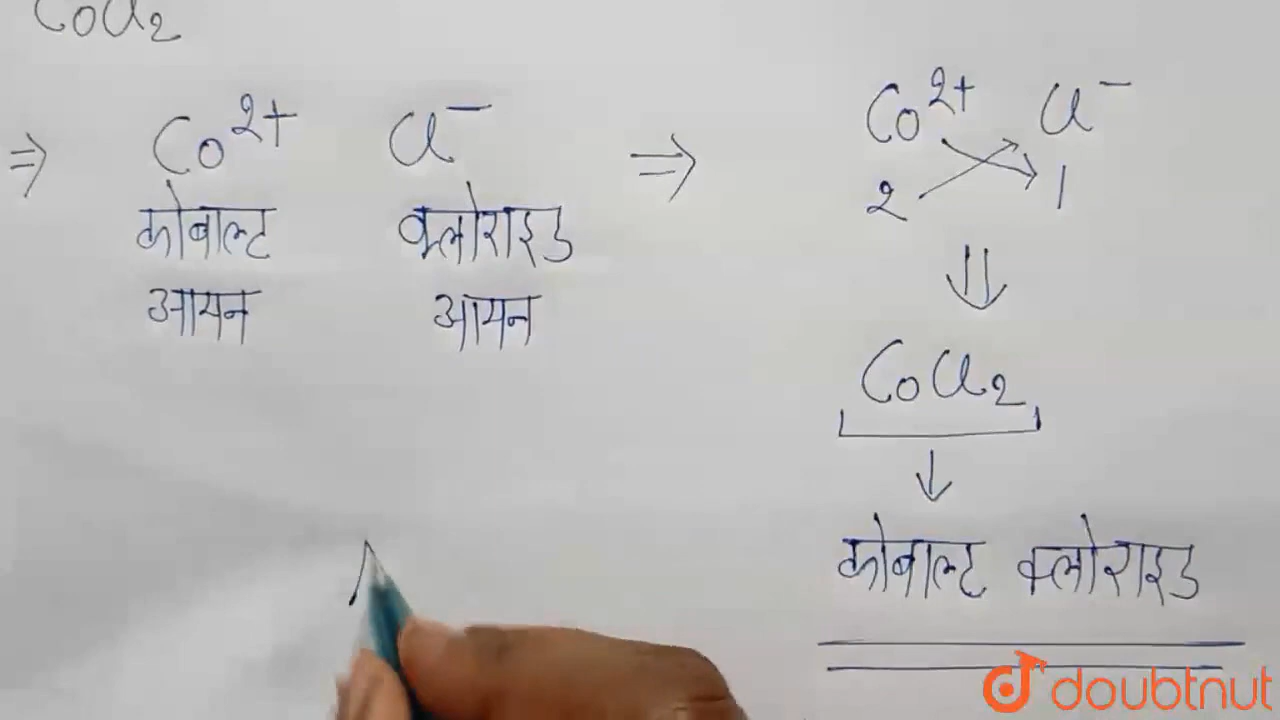 CoCl₂
⇒ Co²⁺ Cl⁻ ⇒
कोबाल्ट क्लोराइड
आयन आयन
Co²⁺ Cl⁻
2 1
⇓
CoCl₂
↓
कोबाल्ट क्लोराइड
doubtnut